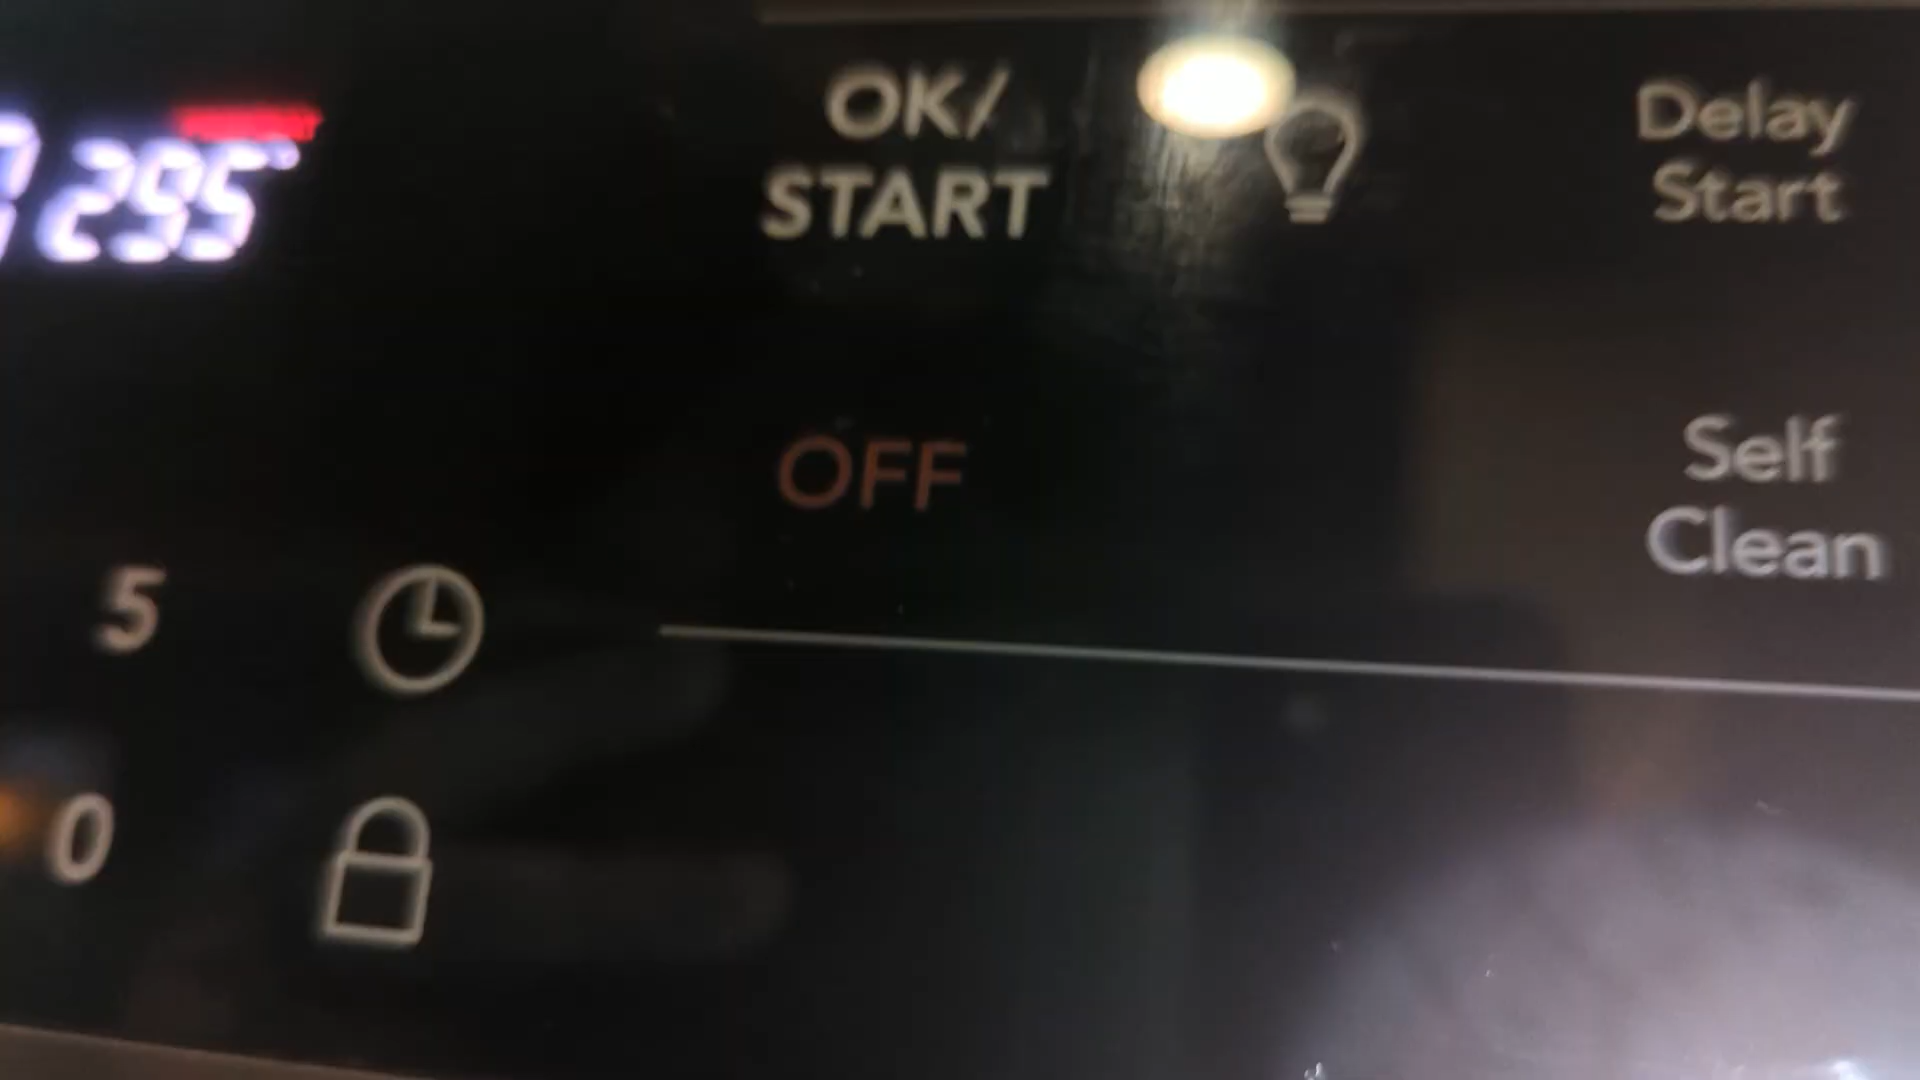 295°
OK/
START
Delay
Start
OFF
Self
Clean
5
0